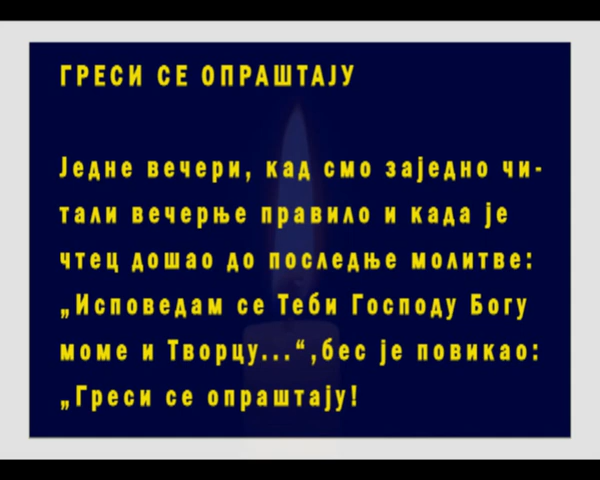 ГРЕСИ СЕ ОПРАШТАЈУ
Једне вечери, кад смо заједно чи-
тали вечерње правило и када је
чтец дошао до последње молитве:
„Исповедам се Теби Господу Богу
моме и Творцу...“,бес је повикао:
„Греси се опраштају!